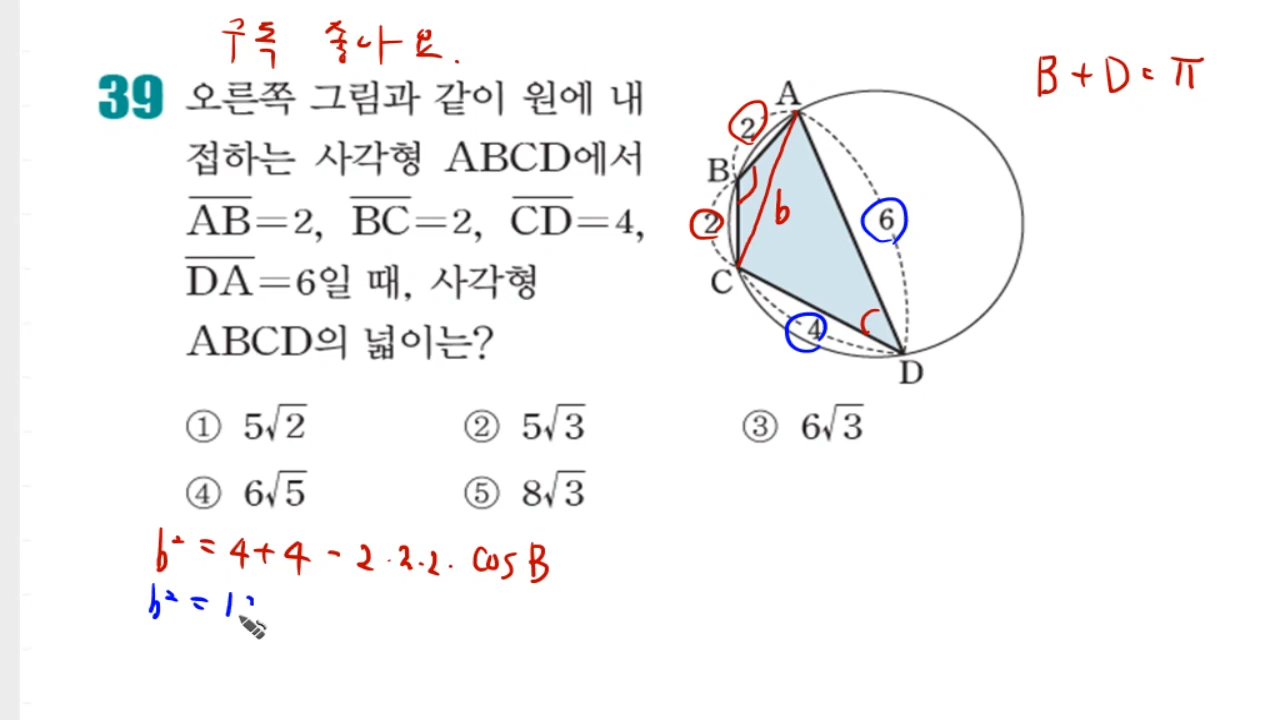 구독 좋아요.
B + D = π
39 오른쪽 그림과 같이 원에 내
접하는 사각형 ABCD에서
AB=2, BC=2, CD=4,
DA=6일 때, 사각형
ABCD의 넓이는?
A
2
B
b
6
2
C
4
D
① 5√2 ② 5√3 ③ 6√3
④ 6√5 ⑤ 8√3
b² = 4 + 4 - 2·2·2· cos B
b² =